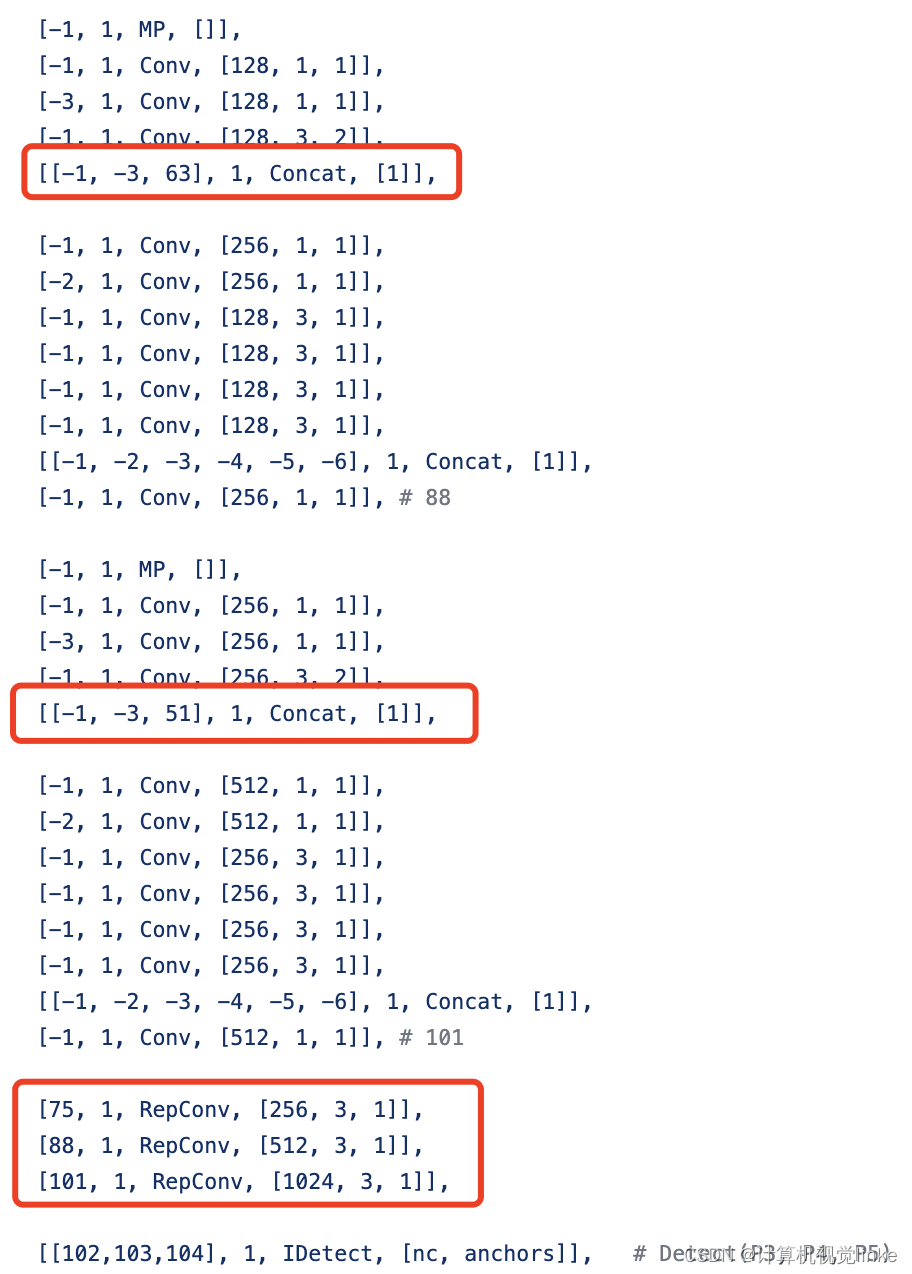 [-1, 1, MP, []],
[-1, 1, Conv, [128, 1, 1]],
[-3, 1, Conv, [128, 1, 1]],
[-1, 1, Conv, [128, 3, 2]],
[[-1, -3, 63], 1, Concat, [1]],
[-1, 1, Conv, [256, 1, 1]],
[-2, 1, Conv, [256, 1, 1]],
[-1, 1, Conv, [128, 3, 1]],
[-1, 1, Conv, [128, 3, 1]],
[-1, 1, Conv, [128, 3, 1]],
[-1, 1, Conv, [128, 3, 1]],
[[-1, -2, -3, -4, -5, -6], 1, Concat, [1]],
[-1, 1, Conv, [256, 1, 1]], # 88
[-1, 1, MP, []],
[-1, 1, Conv, [256, 1, 1]],
[-3, 1, Conv, [256, 1, 1]],
[-1, 1, Conv, [256, 3, 2]],
[[-1, -3, 51], 1, Concat, [1]],
[-1, 1, Conv, [512, 1, 1]],
[-2, 1, Conv, [512, 1, 1]],
[-1, 1, Conv, [256, 3, 1]],
[-1, 1, Conv, [256, 3, 1]],
[-1, 1, Conv, [256, 3, 1]],
[-1, 1, Conv, [256, 3, 1]],
[[-1, -2, -3, -4, -5, -6], 1, Concat, [1]],
[-1, 1, Conv, [512, 1, 1]], # 101
[75, 1, RepConv, [256, 3, 1]],
[88, 1, RepConv, [512, 3, 1]],
[101, 1, RepConv, [1024, 3, 1]],
[[102,103,104], 1, IDetect, [nc, anchors]], # Detect(P3, P4, P5)
CSDN @计算机视觉